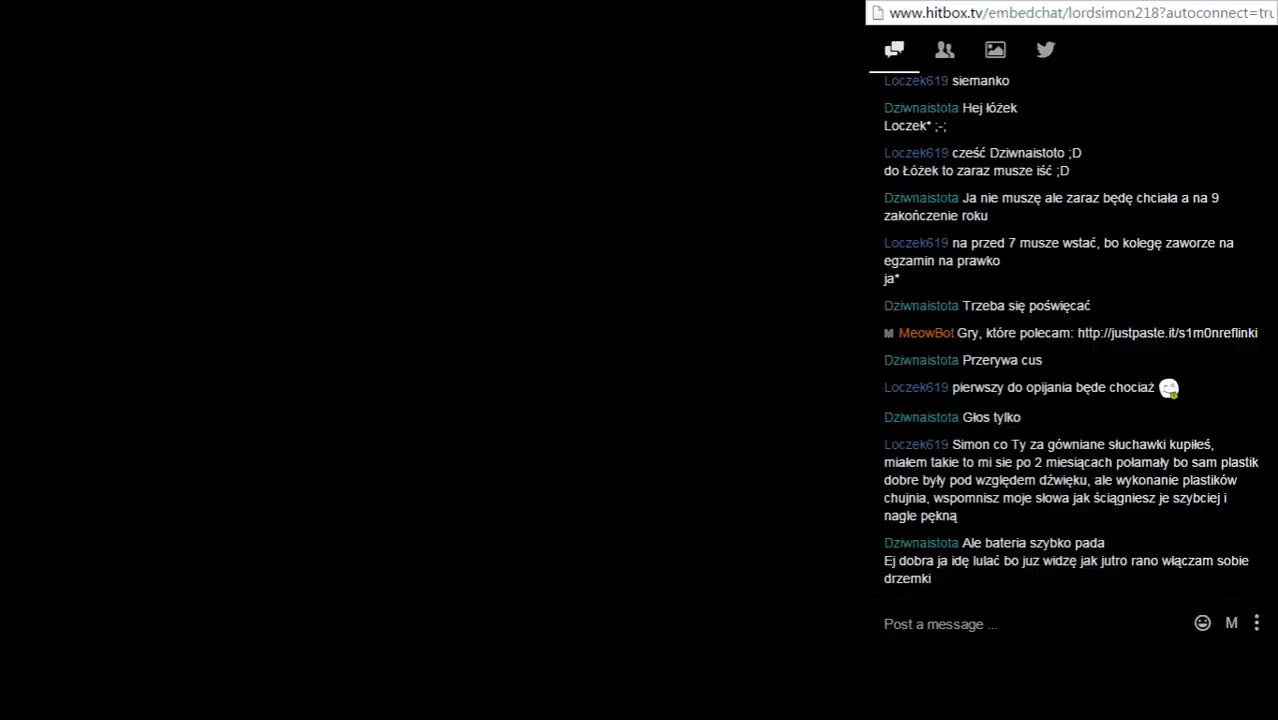 www.hitbox.tv/embedchat/lordsimon218?autoconnect=tru
Loczek619 siemanko
Dziwnaistota Hej łóżek
Loczek* ;-;
Loczek619 cześć Dziwnaistoto ;D
do Łóżek to zaraz musze iść ;D
Dziwnaistota Ja nie muszę ale zaraz będę chciała a na 9
zakończenie roku
Loczek619 na przed 7 musze wstać, bo kolegę zaworze na
egzamin na prawko
ja*
Dziwnaistota Trzeba się poświęcać
M MeowBot Gry, które polecam: http://justpaste.it/s1m0nreflinki
Dziwnaistota Przerywa cus
Loczek619 pierwszy do opijania będe chociaż
Dziwnaistota Głos tylko
Loczek619 Simon co Ty za gówniane słuchawki kupiłeś,
miałem takie to mi sie po 2 miesiącach połamały bo sam plastik
dobre były pod względem dźwięku, ale wykonanie plastików
chujnia, wspomnisz moje słowa jak ściągniesz je szybciej i
nagle pękną
Dziwnaistota Ale bateria szybko pada
Ej dobra ja idę lulać bo juz widzę jak jutro rano włączam sobie
drzemki
Post a message ... M